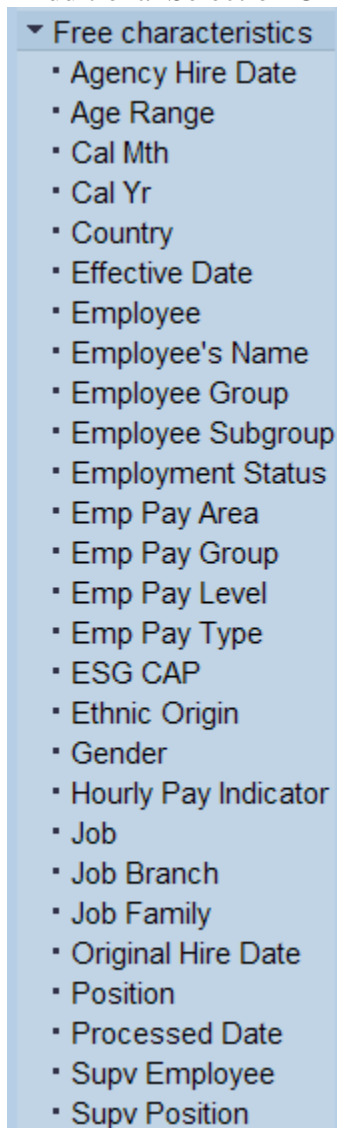 Free characteristics
Agency Hire Date
Age Range
Cal Mth
Cal Yr
Country
Effective Date
Employee
Employee's Name
Employee Group
Employee Subgroup
Employment Status
Emp Pay Area
Emp Pay Group
Emp Pay Level
Emp Pay Type
ESG CAP
Ethnic Origin
Gender
Hourly Pay Indicator
Job
Job Branch
Job Family
Original Hire Date
Position
Processed Date
Supv Employee
Supv Position